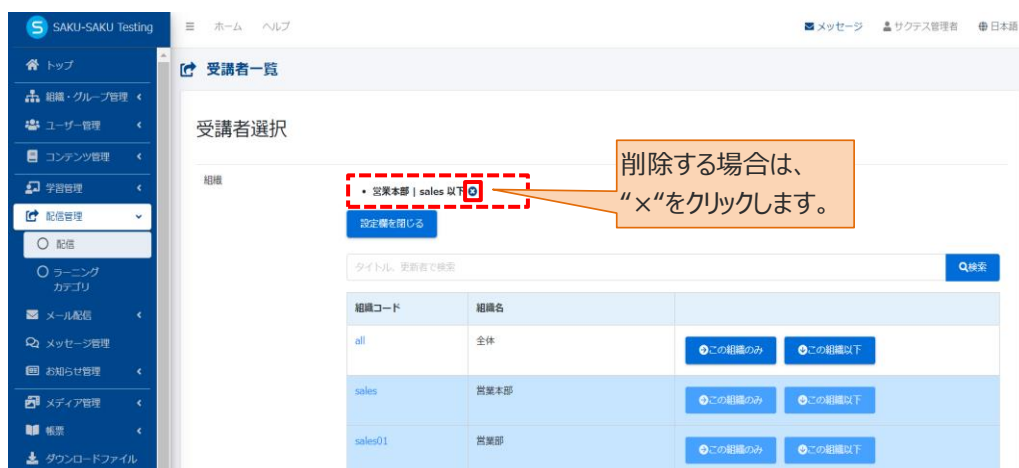 SAKU-SAKU Testing
ホーム
ヘルプ
メッセージ
サクテス管理者
日本語
トップ
組織・グループ管理
ユーザー管理
コンテンツ管理
学習管理
配信管理
配信
ラーニング
カテゴリ
メール配信
メッセージ管理
お知らせ管理
メディア管理
帳票
ダウンロードファイル
受講者一覧
受講者選択
組織
• 営業本部 | sales 以下
削除する場合は、
“×“をクリックします。
設定欄を閉じる
タイトル、更新者で検索
検索
組織コード 組織名
all 全体 この組織のみ この組織以下
sales 営業本部 この組織のみ この組織以下
sales01 営業部 この組織のみ この組織以下